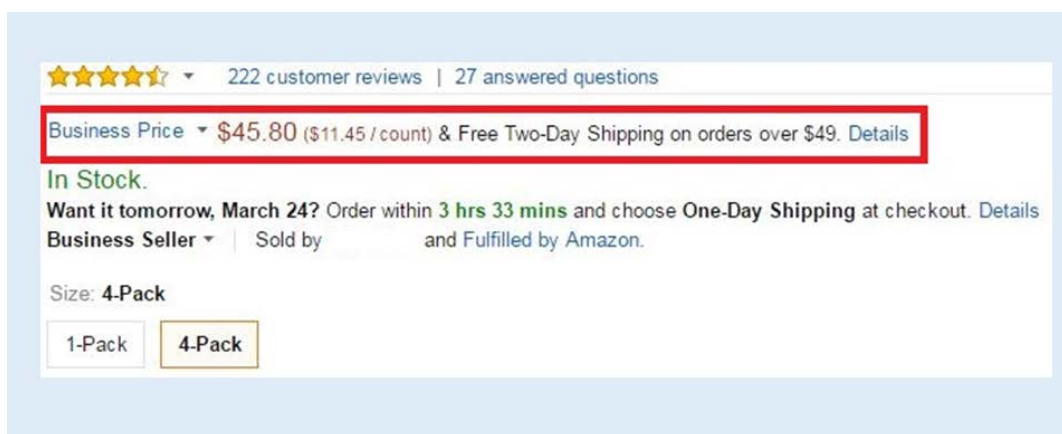 222 customer reviews | 27 answered questions
Business Price $45.80 ($11.45 / count) & Free Two-Day Shipping on orders over $49. Details
In Stock.
Want it tomorrow, March 24? Order within 3 hrs 33 mins and choose One-Day Shipping at checkout. Details
Business Seller | Sold by and Fulfilled by Amazon.
Size: 4-Pack
1-Pack 4-Pack